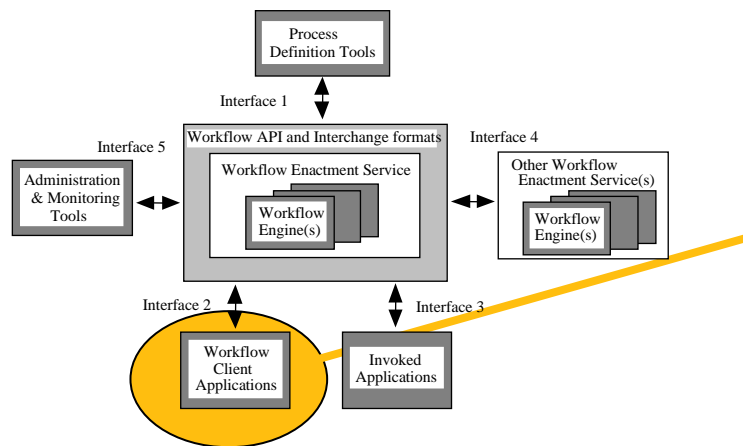 Process
Definition Tools
Interface 1
Workflow API and Interchange formats
Interface 5
Interface 4
Workflow Enactment Service
Other Workflow
Enactment Service(s)
Administration
& Monitoring
Tools
Workflow
Engine(s)
Workflow
Engine(s)
Interface 2
Interface 3
Workflow
Client
Applications
Invoked
Applications